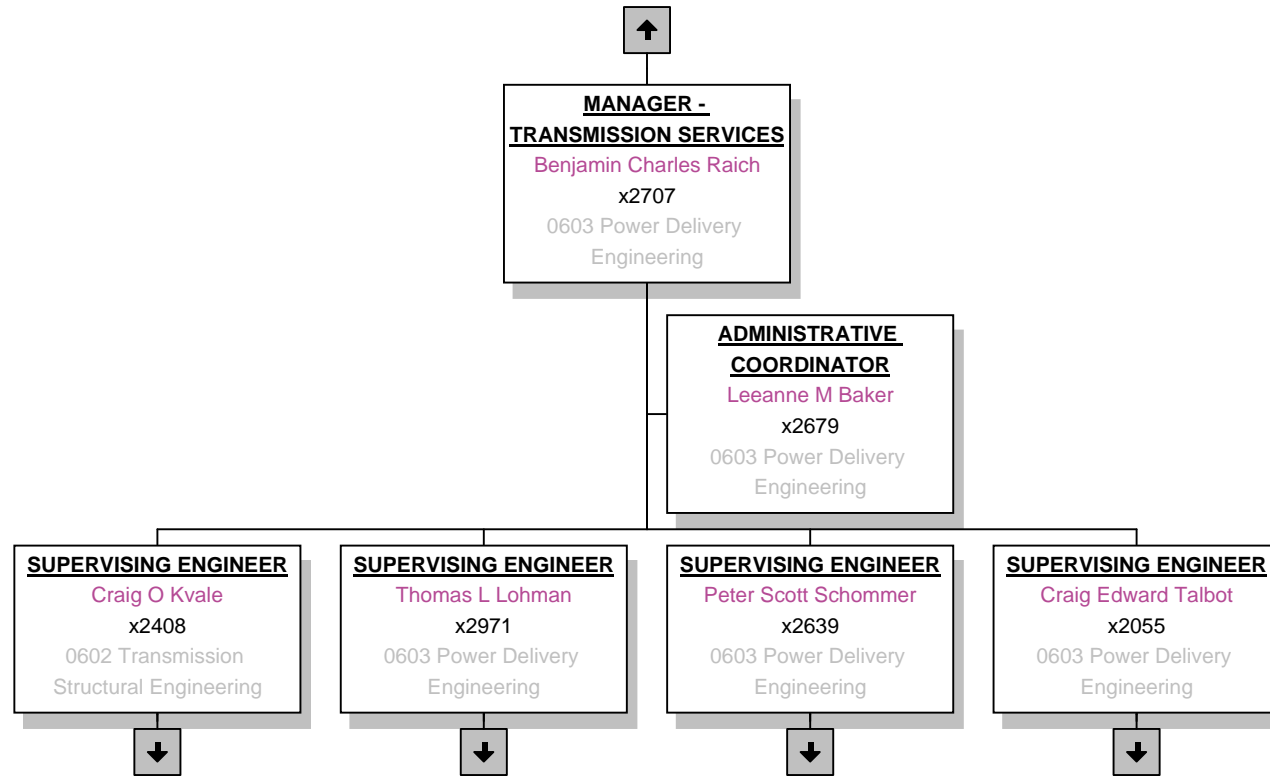 MANAGER -
TRANSMISSION SERVICES
Benjamin Charles Raich
x2707
0603 Power Delivery
Engineering
ADMINISTRATIVE
COORDINATOR
Leeanne M Baker
x2679
0603 Power Delivery
Engineering
SUPERVISING ENGINEER
Craig O Kvale
x2408
0602 Transmission
Structural Engineering
SUPERVISING ENGINEER
Thomas L Lohman
x2971
0603 Power Delivery
Engineering
SUPERVISING ENGINEER
Peter Scott Schommer
x2639
0603 Power Delivery
Engineering
SUPERVISING ENGINEER
Craig Edward Talbot
x2055
0603 Power Delivery
Engineering